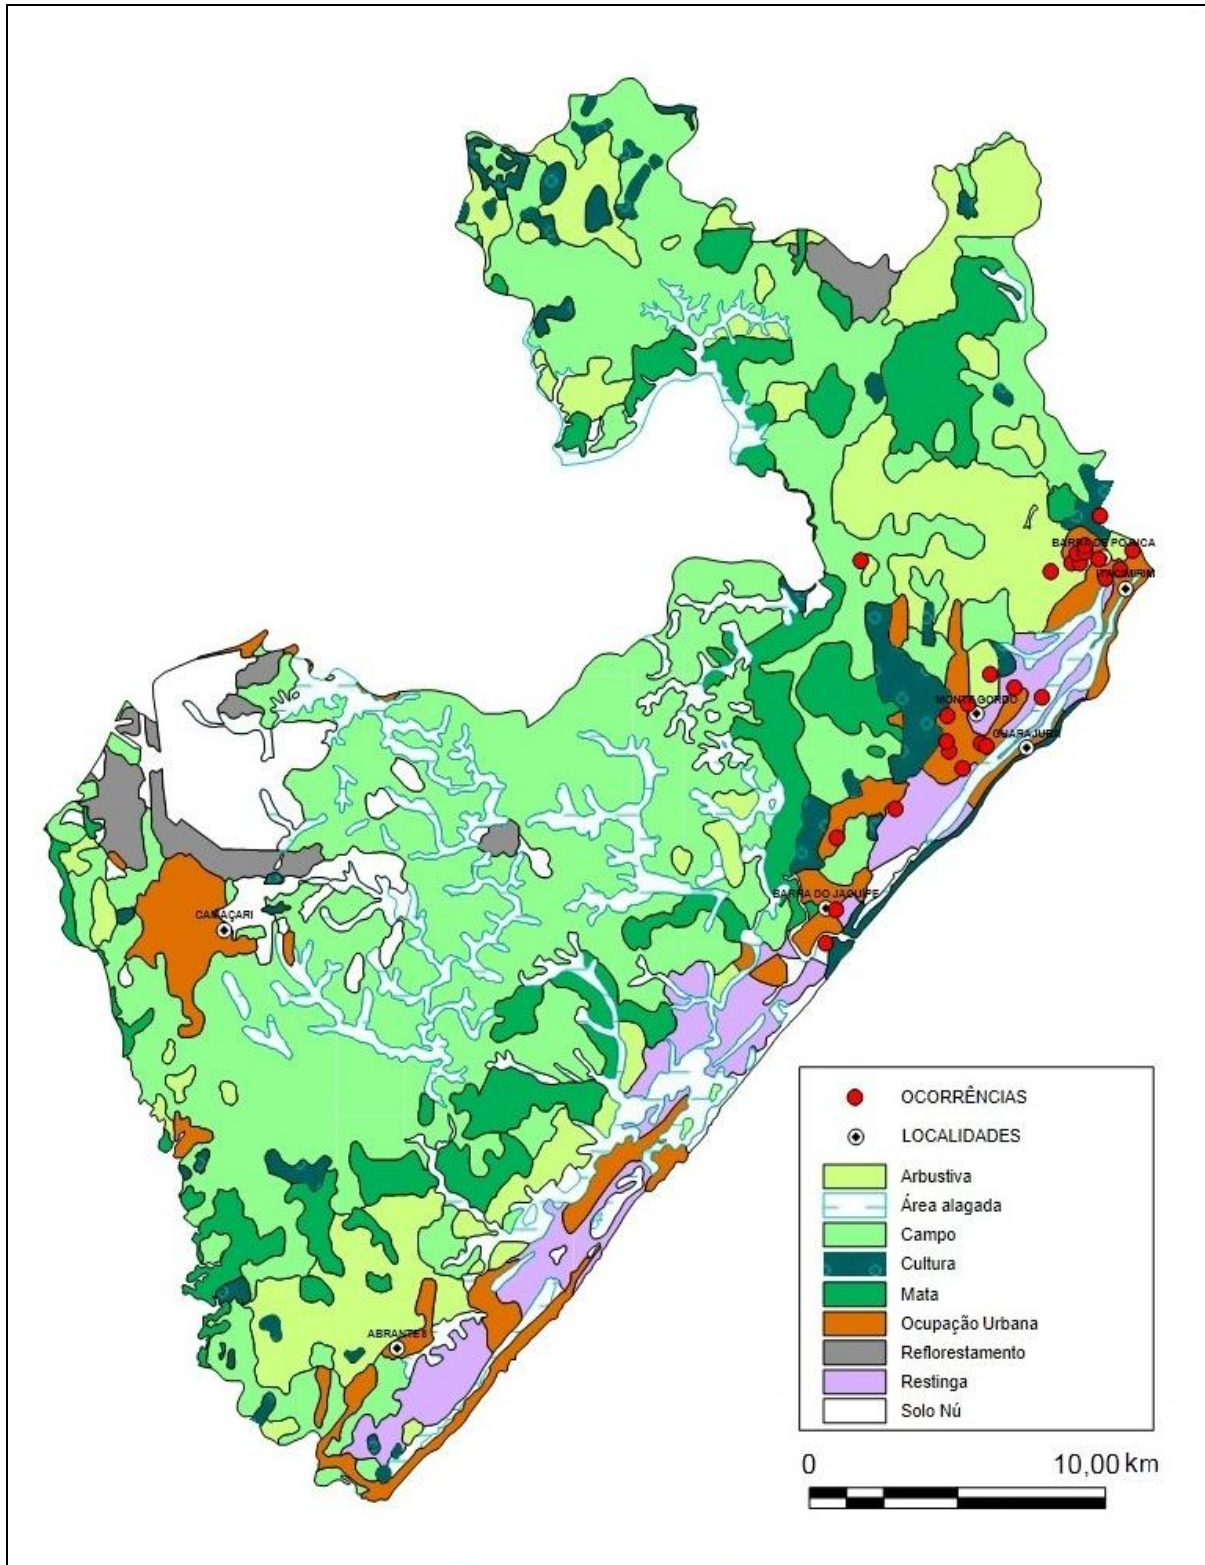 BARRA DE POJUCA
ITACIMIRIM
MONTE GORDO
GUARAJUBA
BARRA DO JACUÍPE
CAMAÇARI
ABRANTES
OCORRÊNCIAS
LOCALIDADES
Arbustiva
Área alagada
Campo
Cultura
Mata
Ocupação Urbana
Reflorestamento
Restinga
Solo Nú
0 10,00 km